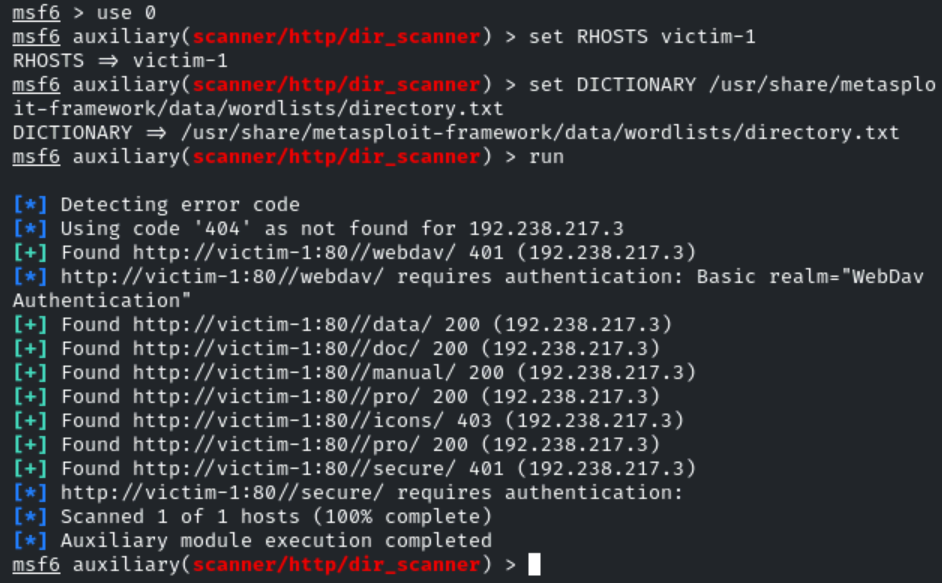 msf6 > use 0
msf6 auxiliary(scanner/http/dir_scanner) > set RHOSTS victim-1
RHOSTS ⇒ victim-1
msf6 auxiliary(scanner/http/dir_scanner) > set DICTIONARY /usr/share/metasplo
it-framework/data/wordlists/directory.txt
DICTIONARY ⇒ /usr/share/metasploit-framework/data/wordlists/directory.txt
msf6 auxiliary(scanner/http/dir_scanner) > run
[*] Detecting error code
[*] Using code '404' as not found for 192.238.217.3
[+] Found http://victim-1:80//webdav/ 401 (192.238.217.3)
[*] http://victim-1:80//webdav/ requires authentication: Basic realm="WebDav
Authentication"
[+] Found http://victim-1:80//data/ 200 (192.238.217.3)
[+] Found http://victim-1:80//doc/ 200 (192.238.217.3)
[+] Found http://victim-1:80//manual/ 200 (192.238.217.3)
[+] Found http://victim-1:80//pro/ 200 (192.238.217.3)
[+] Found http://victim-1:80//icons/ 403 (192.238.217.3)
[+] Found http://victim-1:80//pro/ 200 (192.238.217.3)
[+] Found http://victim-1:80//secure/ 401 (192.238.217.3)
[*] http://victim-1:80//secure/ requires authentication:
[*] Scanned 1 of 1 hosts (100% complete)
[*] Auxiliary module execution completed
msf6 auxiliary(scanner/http/dir_scanner) >